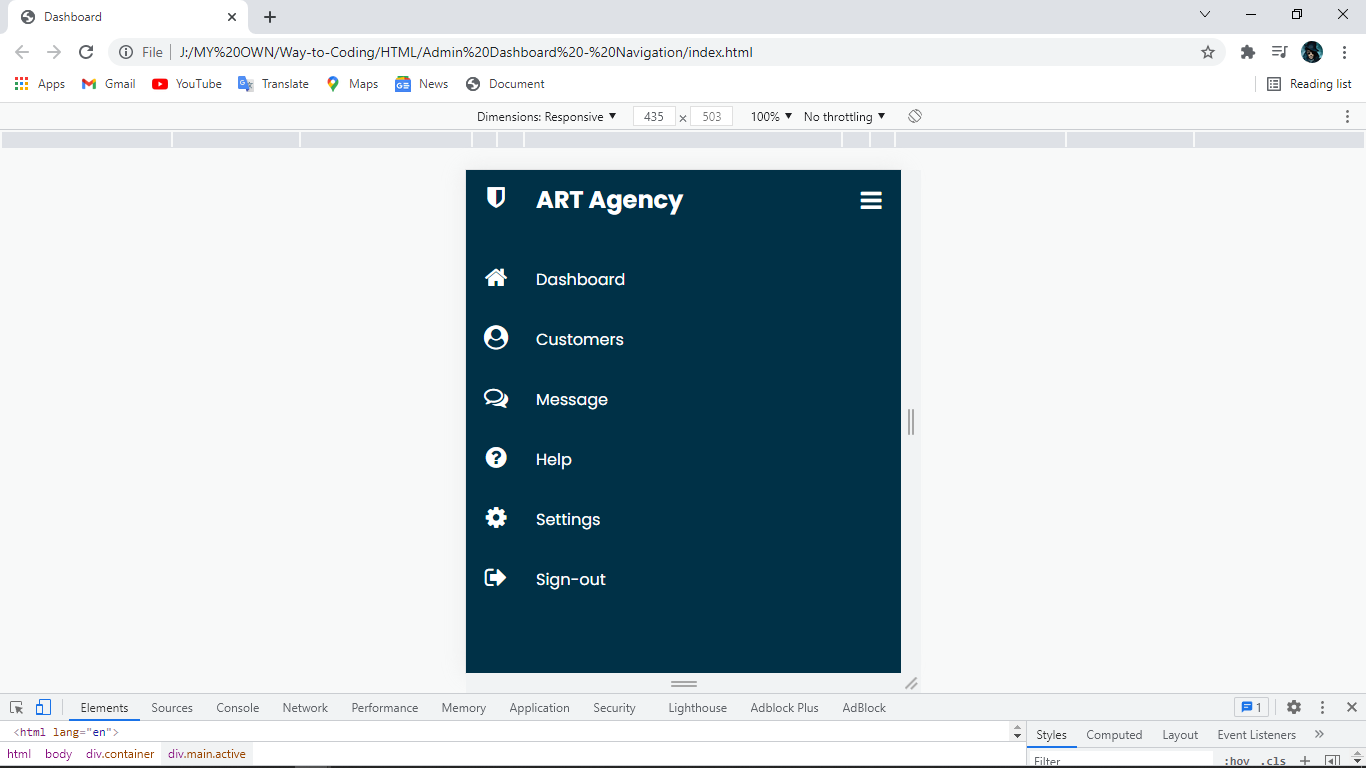 Dashboard
File J:/MY%20OWN/Way-to-Coding/HTML/Admin%20Dashboard%20-%20Navigation/index.html
Apps Gmail YouTube Translate Maps News Document Reading list
Dimensions: Responsive 435 × 503 100% No throttling
ART Agency
Dashboard
Customers
Message
Help
Settings
Sign-out
Elements Sources Console Network Performance Memory Application Security Lighthouse Adblock Plus AdBlock 1
<html lang="en">
Styles Computed Layout Event Listeners »
html body div.container div.main.active
Filter :hov .cls +